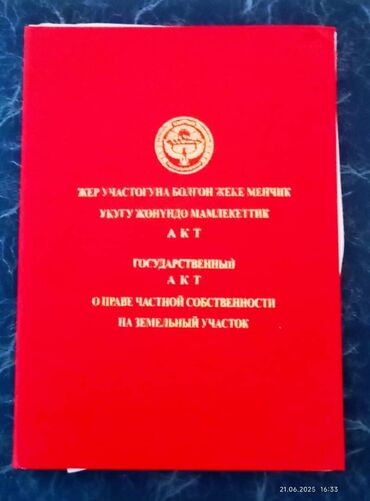 ЖЕР УЧАСТОГУНА БОЛГОН ЖЕКЕ МЕНЧИК
УКУГУ ЖӨНҮНДӨ МАМЛЕКЕТТИК
АКТ
ГОСУДАРСТВЕННЫЙ
АКТ
О ПРАВЕ ЧАСТНОЙ СОБСТВЕННОСТИ
НА ЗЕМЕЛЬНЫЙ УЧАСТОК
21.06.2025 16:33